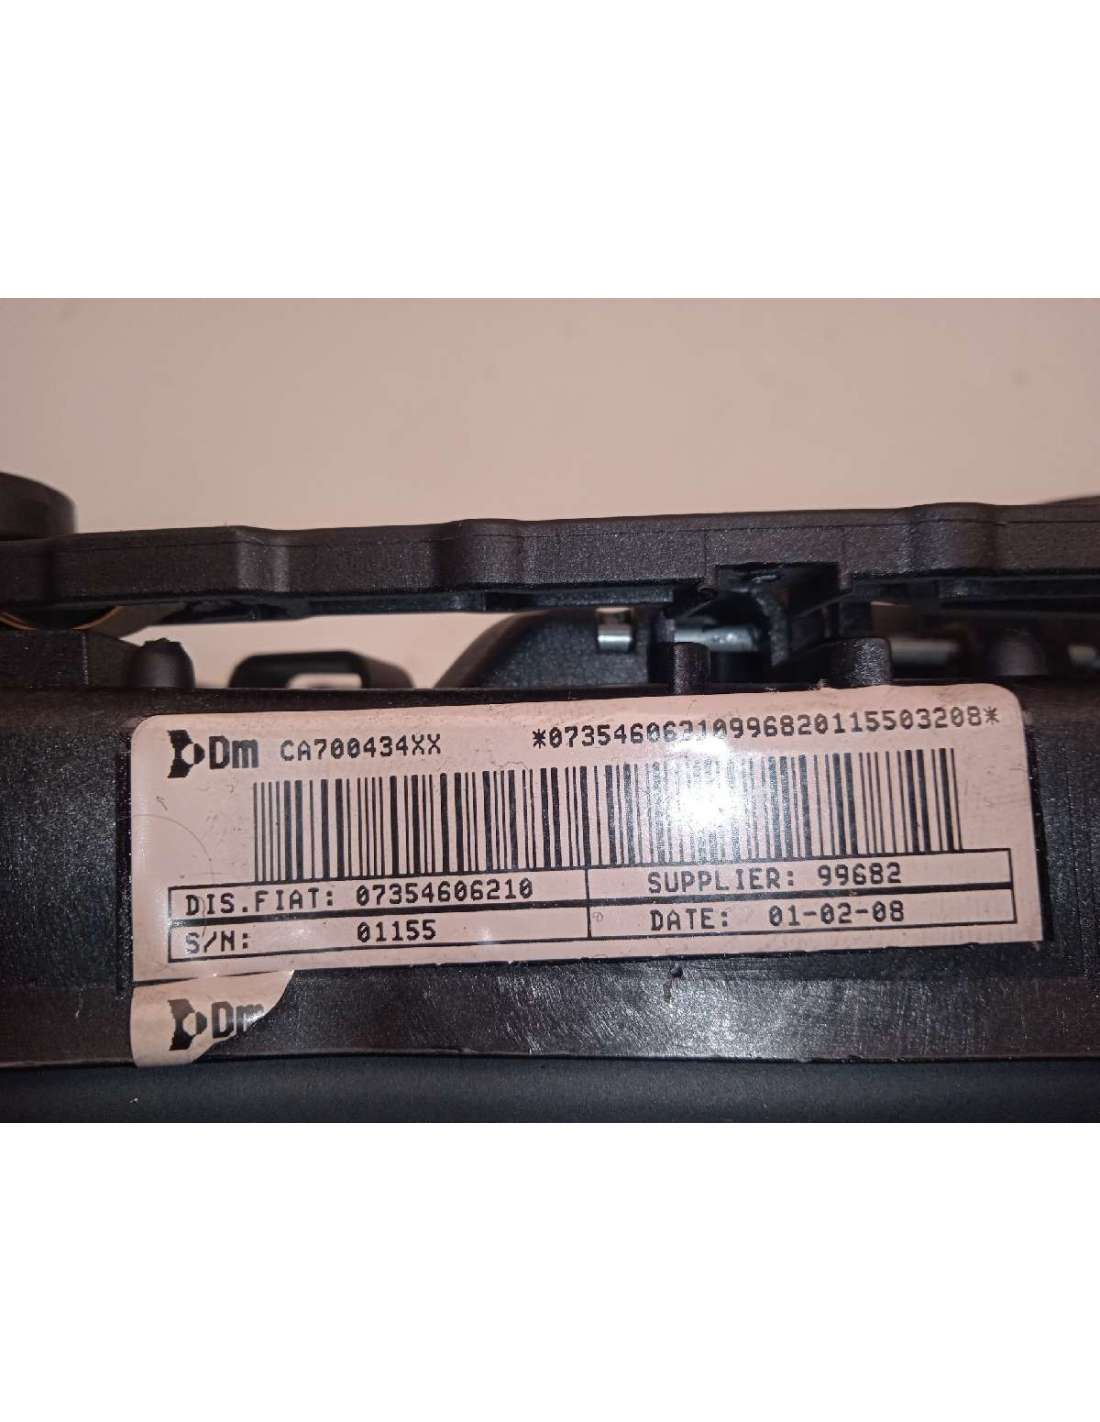 Dm CA700434XX *07354606210996820115503208*
DIS.FIAT: 07354606210 SUPPLIER: 99682
S/N: 01155 DATE: 01-02-08
Dm